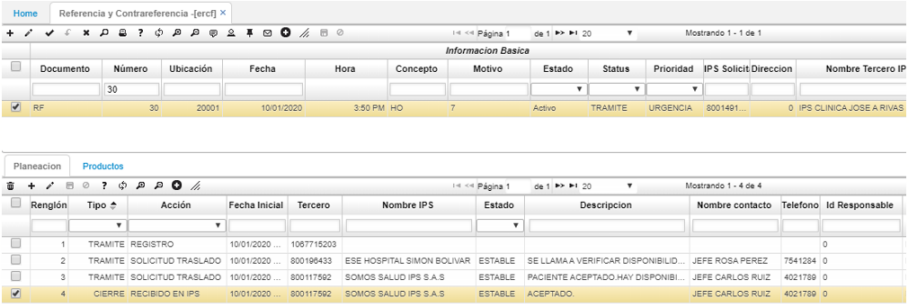 Home Referencia y Contrareferencia -[ercf] ×
Página 1 de 1 20 Mostrando 1 - 1 de 1
Informacion Basica
Documento Número Ubicación Fecha Hora Concepto Motivo Estado Status Prioridad IPS Solicit Direccion Nombre Tercero IP
30
RF 30 20001 10/01/2020 3:50 PM HO 7 Activo TRAMITE URGENCIA 8001491... 0 IPS CLINICA JOSE A RIVAS
Planeacion Productos
Página 1 de 1 20 Mostrando 1 - 4 de 4
Renglón Tipo Acción Fecha Inicial Tercero Nombre IPS Estado Descripcion Nombre contacto Telefono Id Responsable
1 TRAMITE REGISTRO 10/01/2020 ... 1067715203 0
2 TRAMITE SOLICITUD TRASLADO 10/01/2020 ... 800196433 ESE HOSPITAL SIMON BOLIVAR ESTABLE SE LLAMA A VERIFICAR DISPONIBILID... JEFE ROSA PEREZ 7541284 0
3 TRAMITE SOLICITUD TRASLADO 10/01/2020 ... 800117592 SOMOS SALUD IPS S.A.S ESTABLE PACIENTE ACEPTADO.HAY DISPONIBI... JEFE CARLOS RUIZ 4021789 0
4 CIERRE RECIBIDO EN IPS 10/01/2020 ... 800117592 SOMOS SALUD IPS S.A.S ESTABLE ACEPTADO. JEFE CARLOS RUIZ 4021789 0